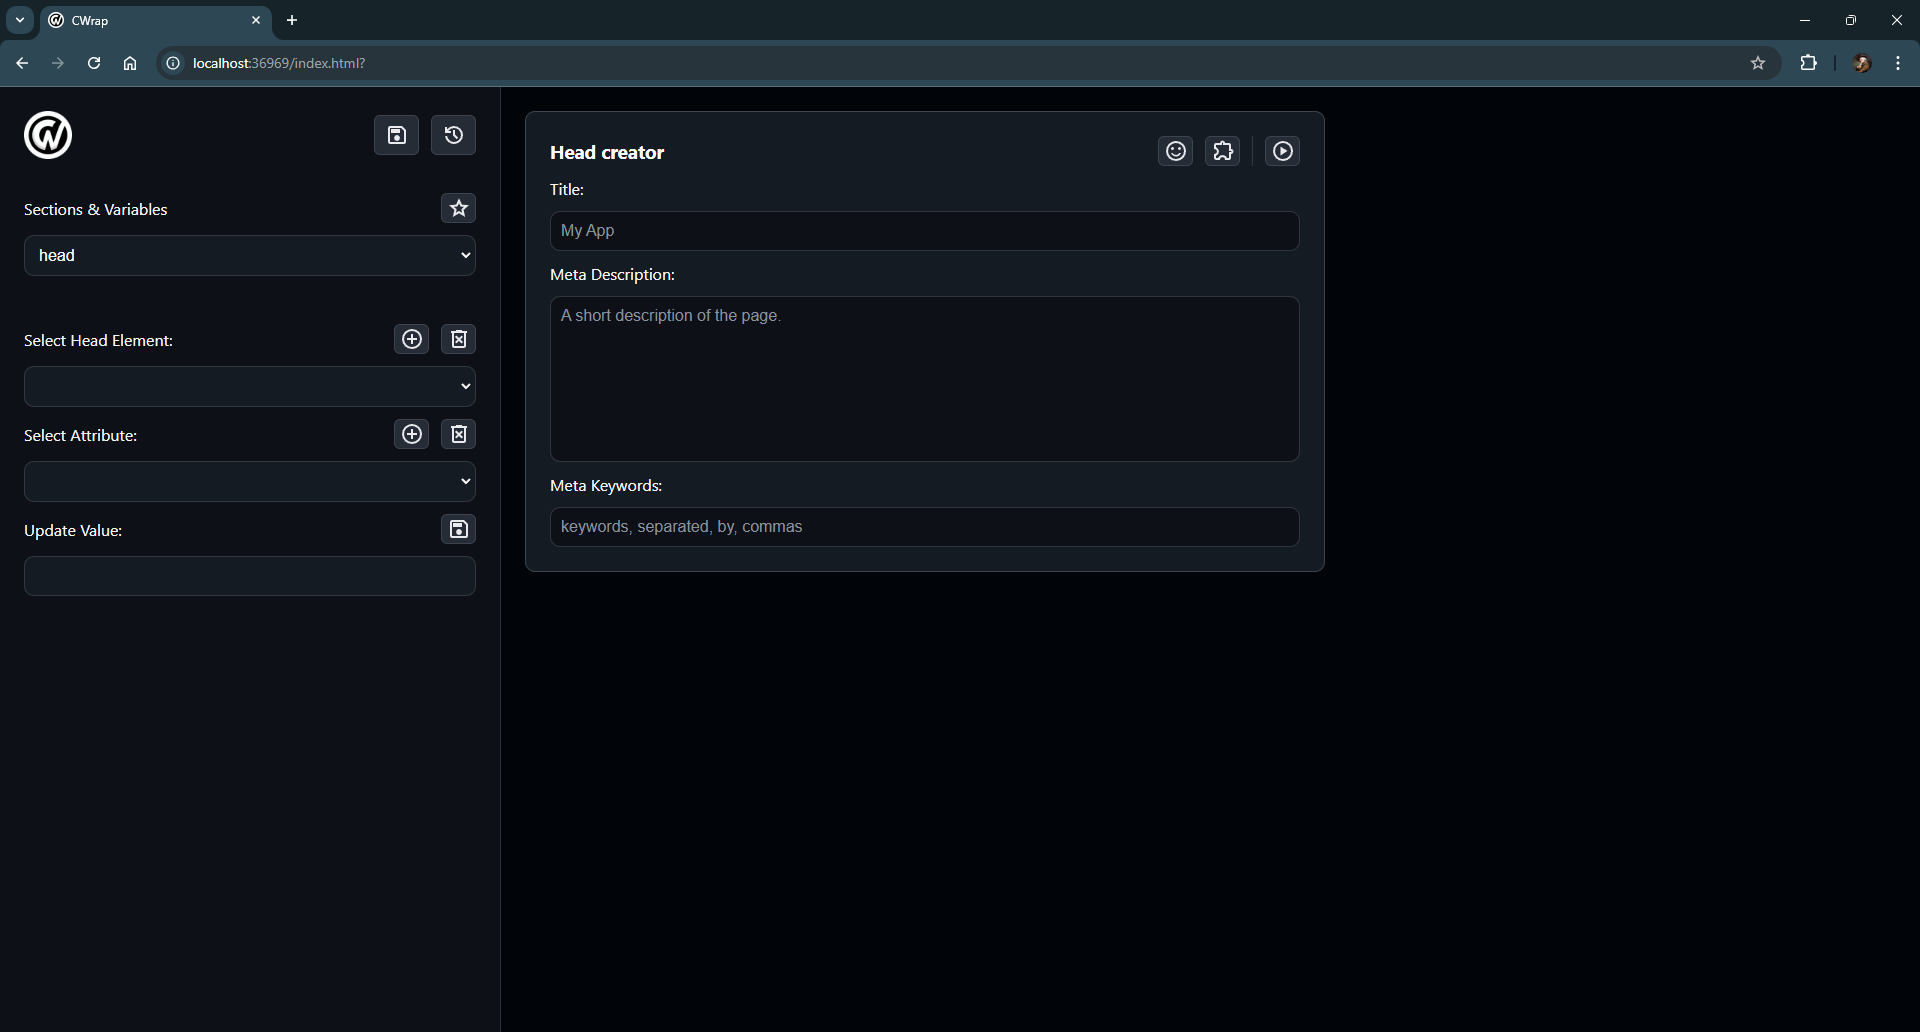 CWrap
localhost:36969/index.html?
Sections & Variables
head
Select Head Element:
Select Attribute:
Update Value:
Head creator
Title:
My App
Meta Description:
A short description of the page.
Meta Keywords:
keywords, separated, by, commas